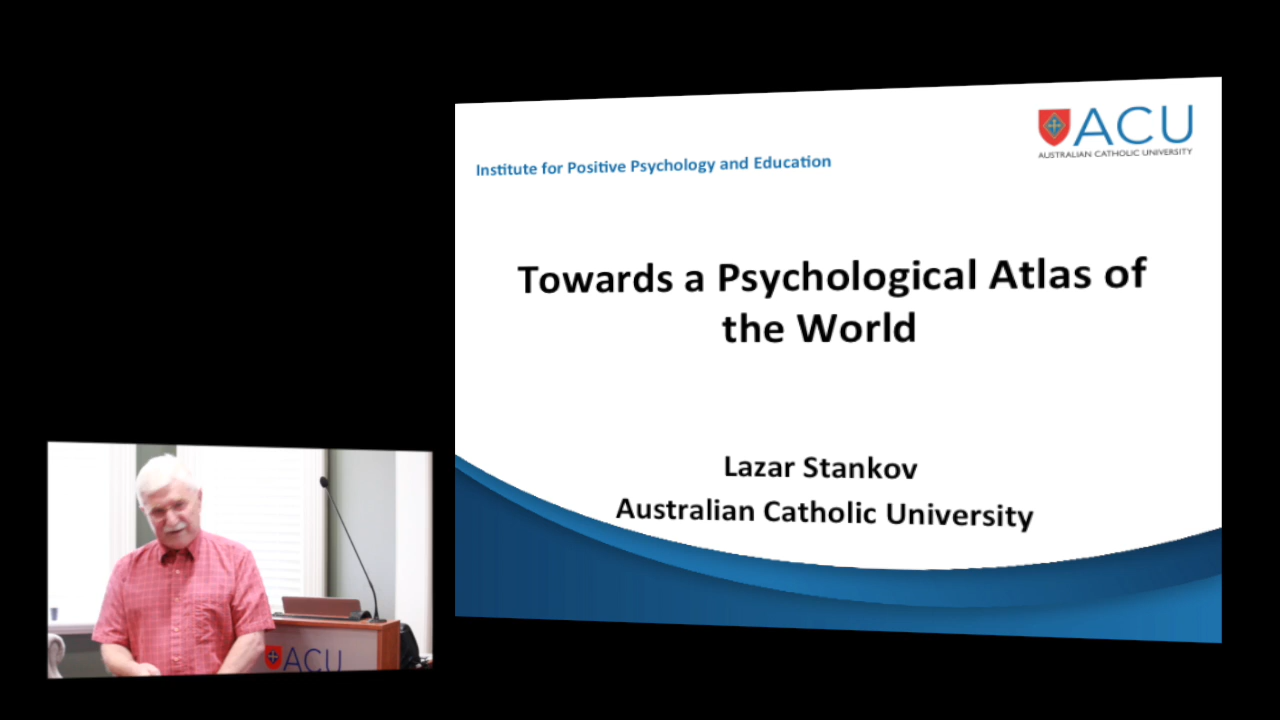 ACU
AUSTRALIAN CATHOLIC UNIVERSITY
Institute for Positive Psychology and Education
Towards a Psychological Atlas of
the World
Lazar Stankov
Australian Catholic University
ACU